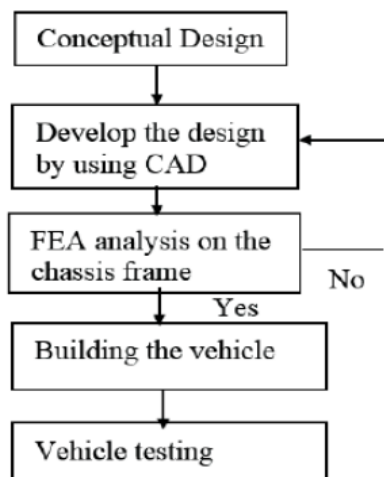 Conceptual Design
Develop the design
by using CAD
FEA analysis on the
chassis frame
No
Yes
Building the vehicle
Vehicle testing